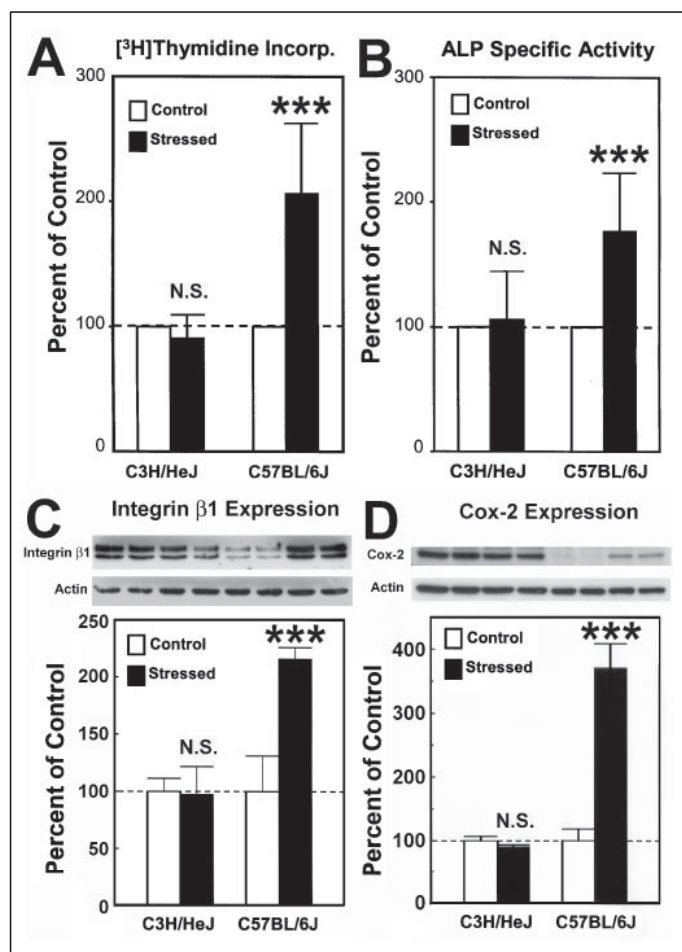 A
[³H]Thymidine Incorp.
300
200
100
0
Percent of Control
Control
Stressed
***
N.S.
C3H/HeJ
C57BL/6J
B
ALP Specific Activity
300
200
100
0
Percent of Control
Control
Stressed
***
N.S.
C3H/HeJ
C57BL/6J
C
Integrin β1 Expression
Integrin β1
Actin
250
200
150
100
50
0
Percent of Control
Control
Stressed
***
N.S.
C3H/HeJ
C57BL/6J
D
Cox-2 Expression
Cox-2
Actin
400
300
200
100
0
Percent of Control
Control
Stressed
***
N.S.
C3H/HeJ
C57BL/6J